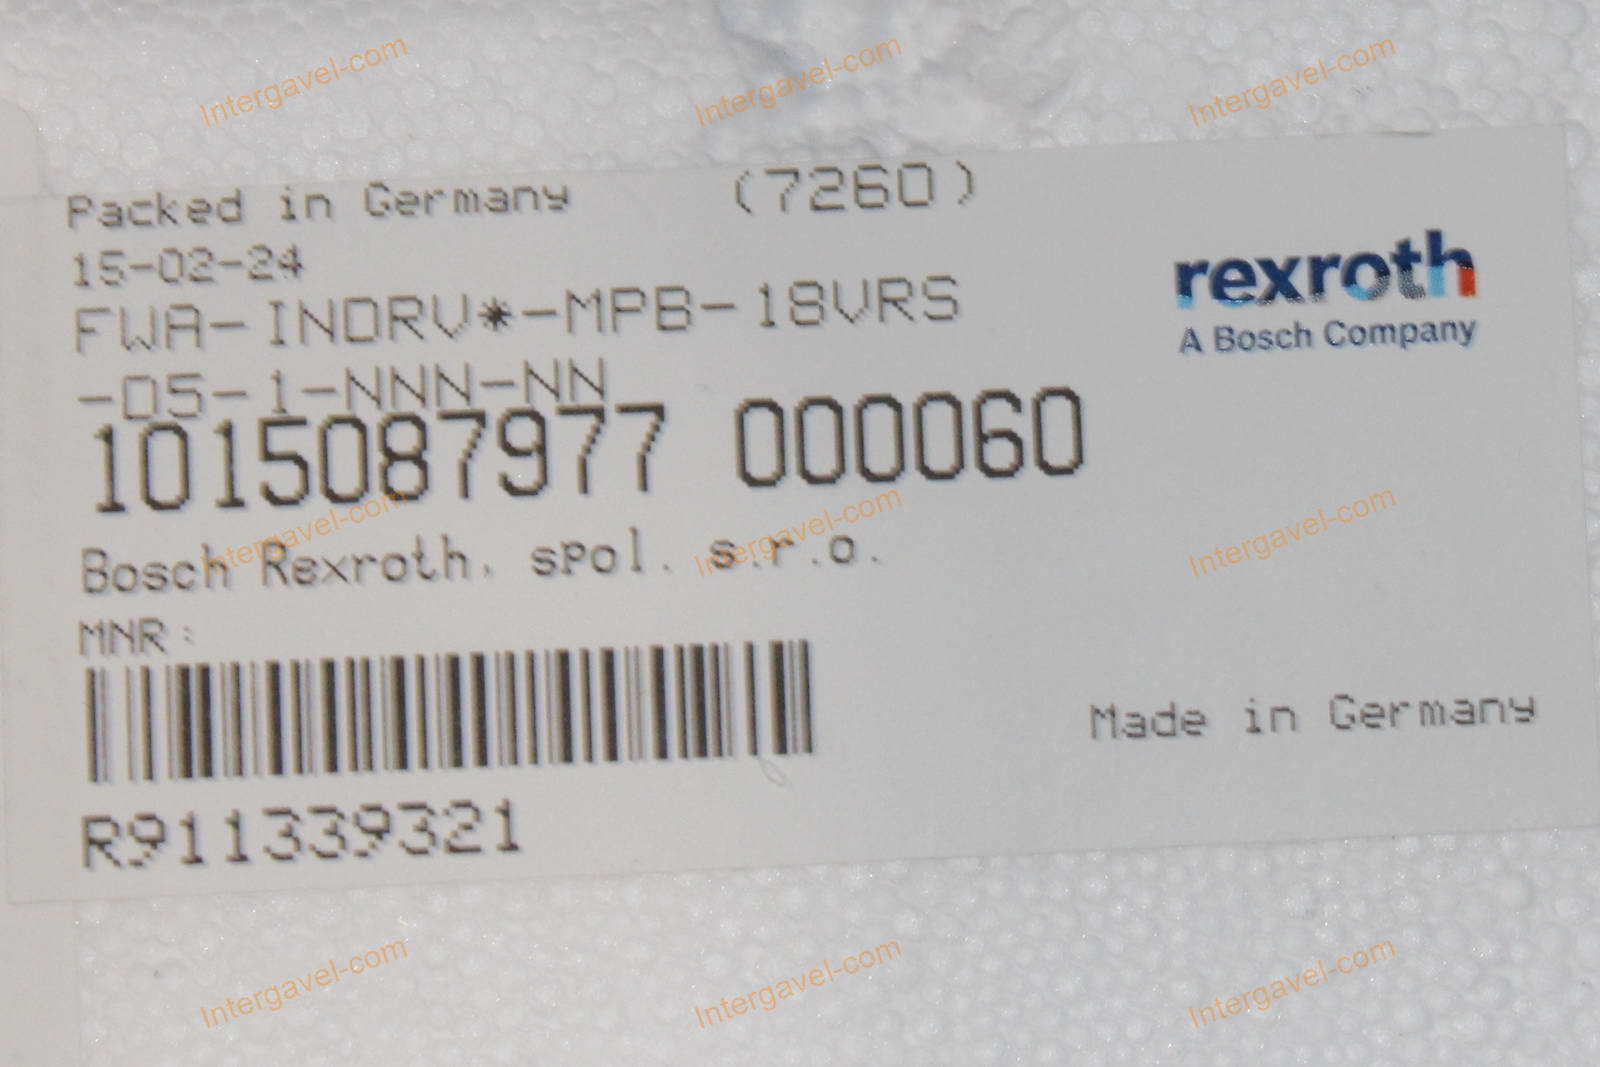 Intergavel-com Intergavel-com Intergavel-com
Packed in Germany (7260)
15-02-24
FWA-INDRV*-MPB-18VRS
-D5-1-NNN-NN
1015087977 000060
rexroth
A Bosch Company
Intergavel-com Intergavel-com Intergavel-com
Bosch Rexroth, spol. s.r.o.
MNR:
Made in Germany
R911339321
Intergavel-com Intergavel-com Intergavel-com